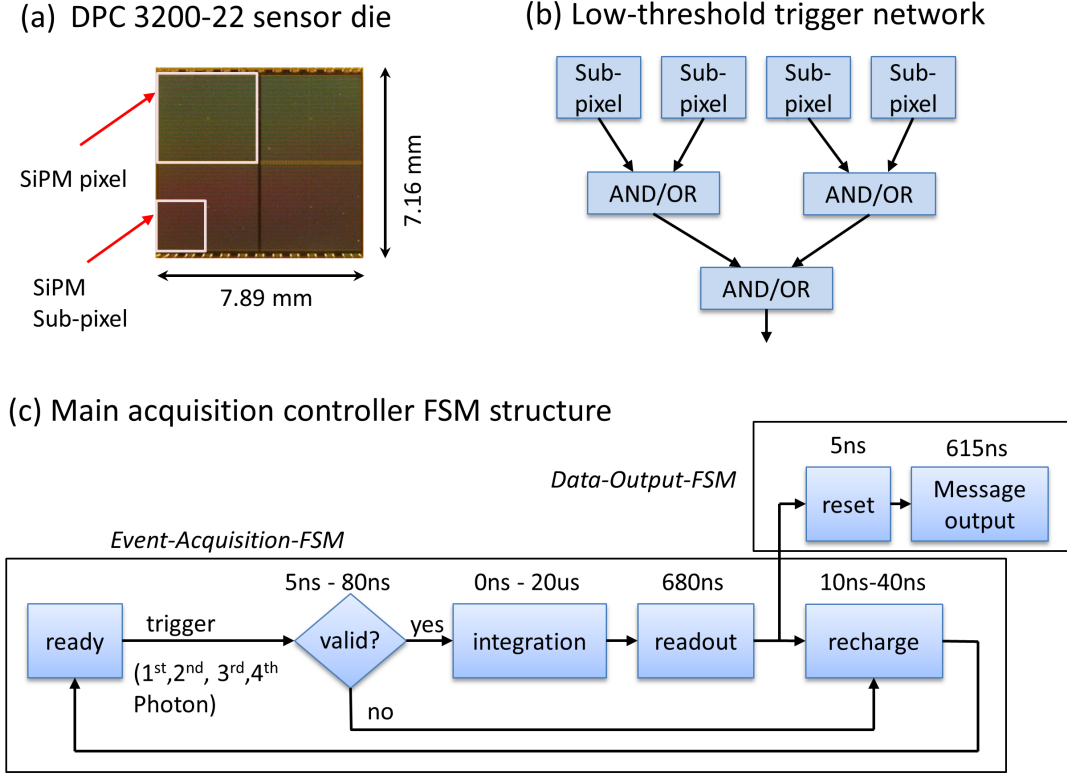 (a) DPC 3200-22 sensor die
SiPM pixel
SiPM
Sub-pixel
7.16 mm
7.89 mm
(b) Low-threshold trigger network
Sub-
pixel
Sub-
pixel
Sub-
pixel
Sub-
pixel
AND/OR
AND/OR
AND/OR
(c) Main acquisition controller FSM structure
Data-Output-FSM
5ns
615ns
reset
Message
output
Event-Acquisition-FSM
5ns - 80ns
0ns - 20us
680ns
10ns-40ns
ready
trigger
(1st,2nd, 3rd,4th
Photon)
valid?
yes
no
integration
readout
recharge